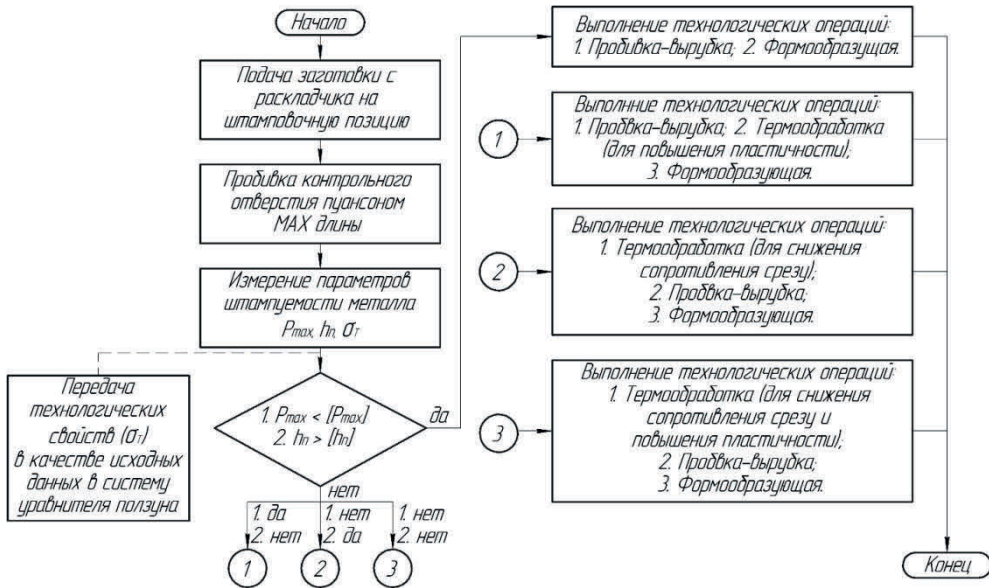 Начало
Подача заготовки с
раскладчика на
штамповочную позицию
Пробивка контрольного
отверстия пуансоном
МАХ длины
Измерение параметров
штампуемости металла
Pmax, hп, σт
Передача
технологических
свойств (σт)
в качестве исходных
данных в систему
уравнителя ползуна
1. Pmax < [Pmax]
2. hп > [hп]
да
нет
1. да
2. нет
1. нет
2. да
1. нет
2. нет
1
2
3
Выполнение технологических операций:
1. Пробивка-вырубка; 2. Формообразущая.
1
Выполнние технологических операций:
1. Пробвка-вырубка; 2. Термообработка
(для повышения пластичности);
3. Формообразующая.
2
Выполнение технологических операций:
1. Термообработка (для снижения
сопротивления срезу);
2. Пробвка-вырубка;
3. Формообразующая.
3
Выполнение технологических операций:
1. Термообработка (для снижения
сопротивления срезу и
повышения пластичности);
2. Пробвка-вырубка;
3. Формообразующая.
Конец